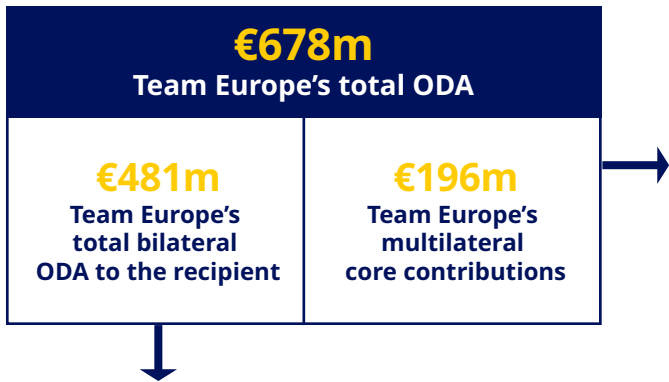 €678m
Team Europe’s total ODA
€481m
Team Europe’s
total bilateral
ODA to the recipient
€196m
Team Europe’s
multilateral
core contributions